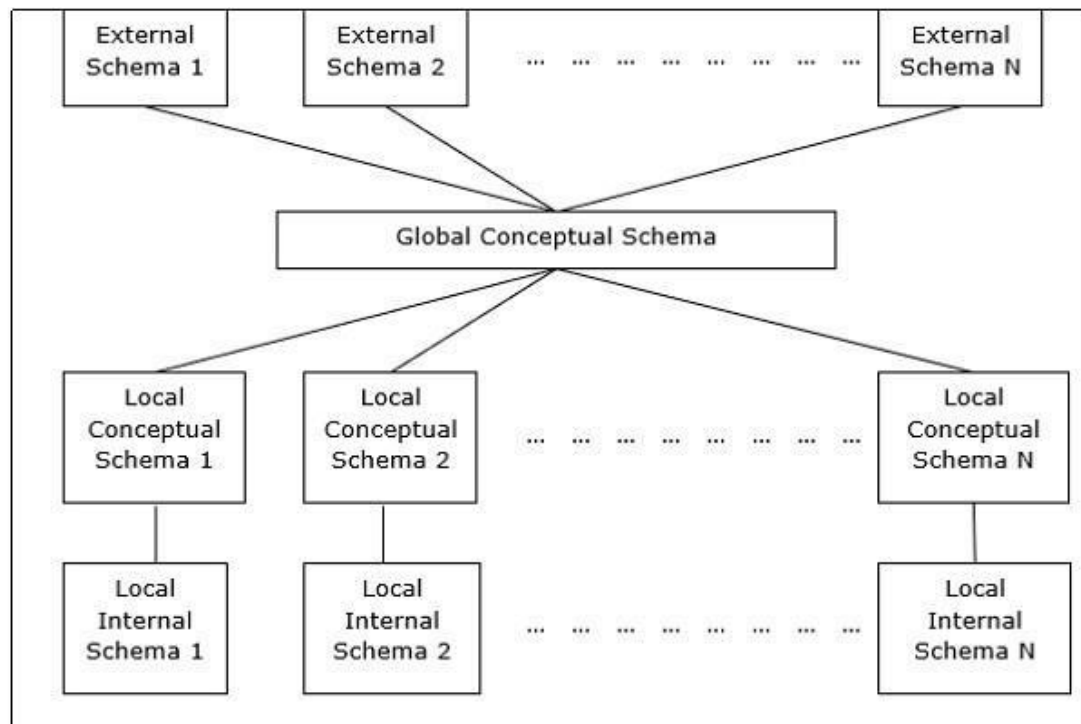 External
Schema 1
External
Schema 2
... ... ... ... ... ... ... ...
External
Schema N
Global Conceptual Schema
Local
Conceptual
Schema 1
Local
Conceptual
Schema 2
... ... ... ... ... ... ... ...
Local
Conceptual
Schema N
Local
Internal
Schema 1
Local
Internal
Schema 2
... ... ... ... ... ... ... ...
Local
Internal
Schema N